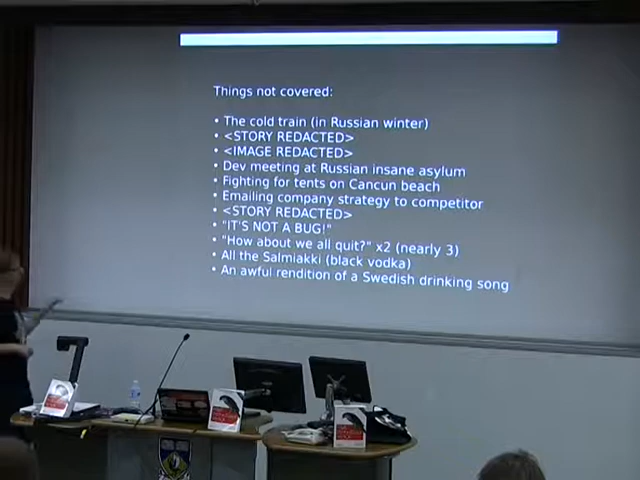 Things not covered:
• The cold train (in Russian winter)
• <STORY REDACTED>
• <IMAGE REDACTED>
• Dev meeting at Russian insane asylum
• Fighting for tents on Cancun beach
• Emailing company strategy to competitor
• <STORY REDACTED>
• "IT'S NOT A BUG!"
• "How about we all quit?" x2 (nearly 3)
• All the Salmiakki (black vodka)
• An awful rendition of a Swedish drinking song